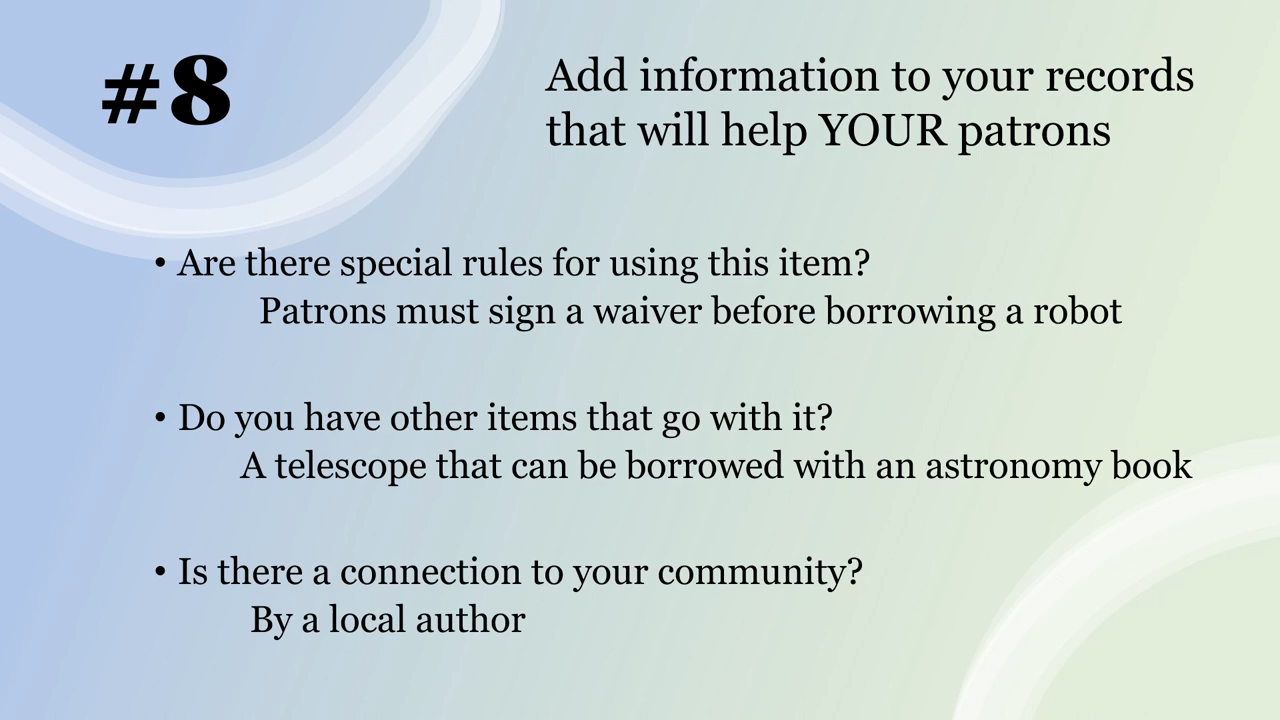 #8
Add information to your records
that will help YOUR patrons
• Are there special rules for using this item?
Patrons must sign a waiver before borrowing a robot
• Do you have other items that go with it?
A telescope that can be borrowed with an astronomy book
• Is there a connection to your community?
By a local author